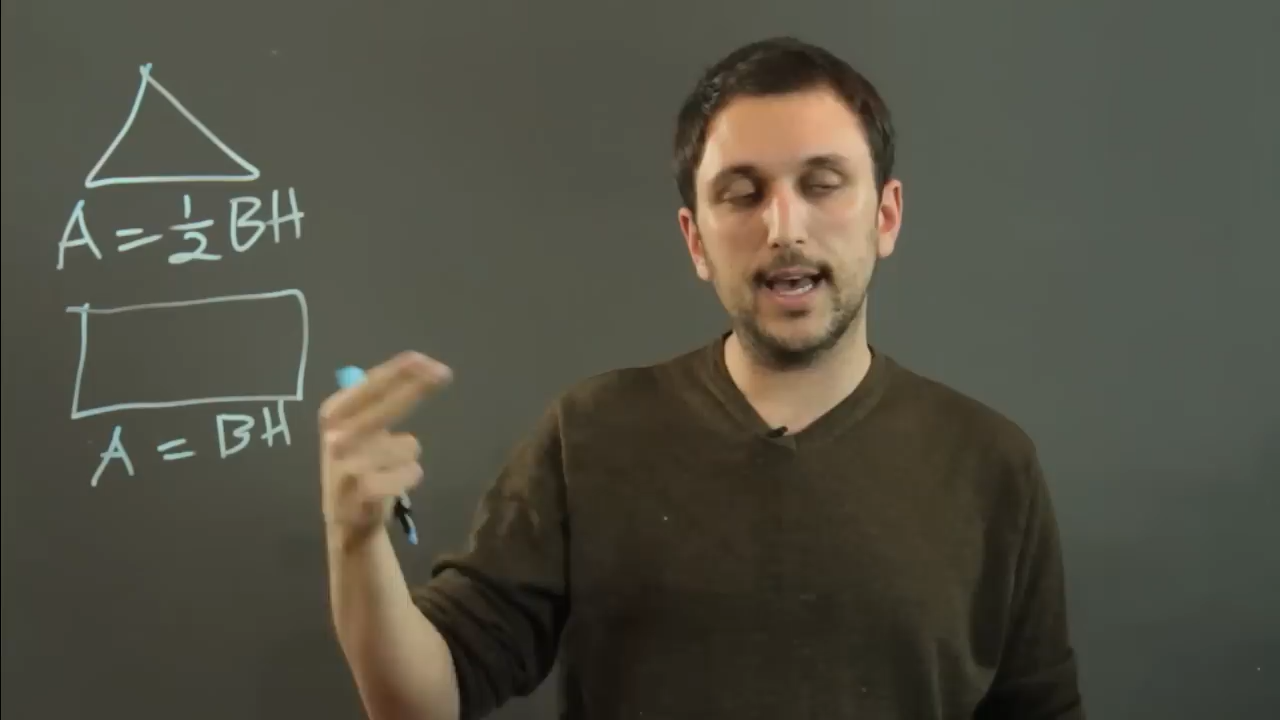 A = ½ BH
A = BH